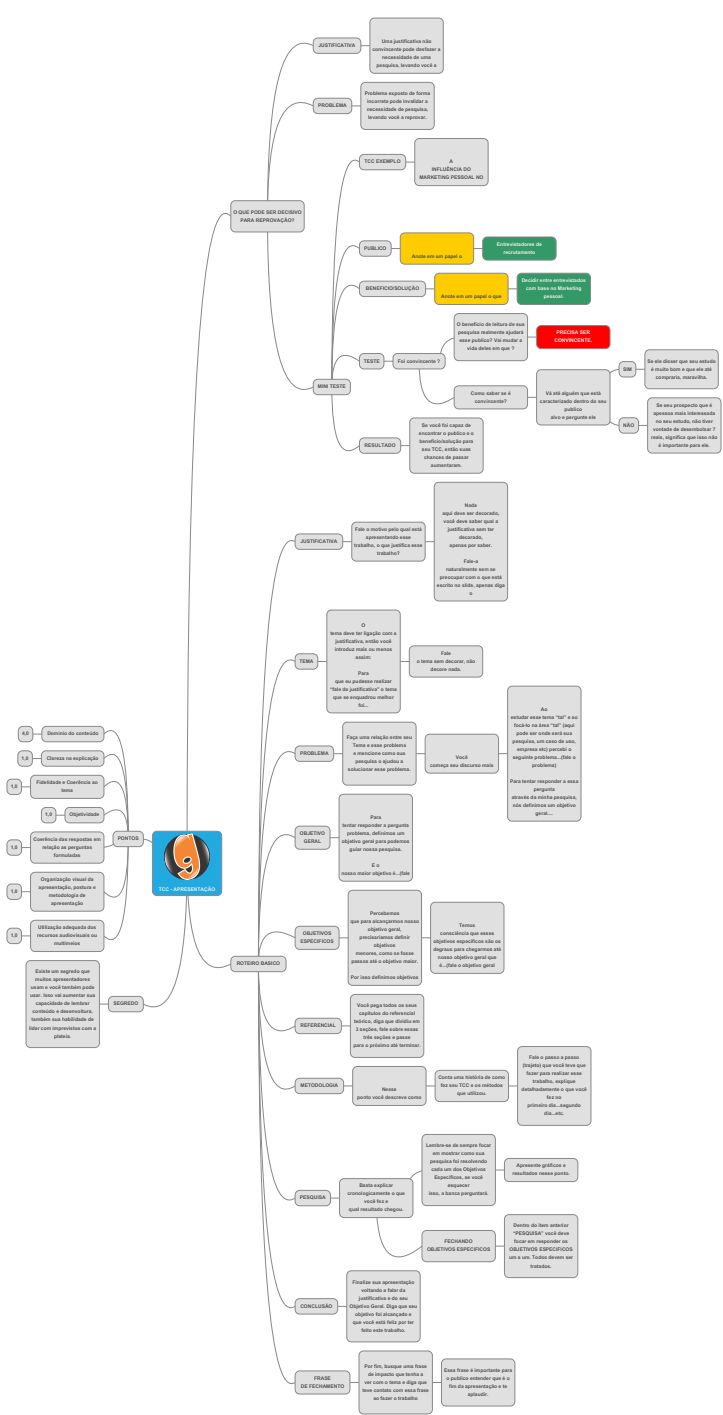 JUSTIFICATIVA
Uma justificativa não
convincente pode desfazer a
necessidade de uma
pesquisa, levando você a
PROBLEMA
Problema exposto de forma
incorreta pode invalidar a
necessidade de pesquisa,
levando você a reprovar.
TCC EXEMPLO
A
INFLUÊNCIA DO
MARKETING PESSOAL NO
O QUE PODE SER DECISIVO
PARA REPROVAÇÃO?
PUBLICO
Anote em um papel o
Entrevistadores de
recrutamento
BENEFICIO/SOLUÇÃO
Anote em um papel o que
Decidir entre entrevistados
com base no Marketing
pessoal.
MINI TESTE
TESTE
Foi convincente ?
O beneficio de leitura de sua
pesquisa realmente ajudará
esse publico? Vai mudar a
vida deles em que ?
PRECISA SER
CONVINCENTE.
Como saber se é
convincente?
Vá até alguem que está
caracterizado dentro do seu
publico
alvo e pergunte ele
SIM
Se ele disser que seu estudo
é muito bom e que ele até
compraria, maravilha.
NÃO
Se seu prospecto que é
apessoa mais interessada
no seu estudo, não tiver
vontade de desembolsar 7
reais, significa que isso não
é importante para ele.
RESULTADO
Se você foi capaz de
encontrar o publico e o
beneficio/solução para
seu TCC, então suas
chances de passar
aumentaram.
JUSTIFICATIVA
Fale o motivo pelo qual está
apresentando esse
trabalho, o que justifica esse
trabalho?
Nada
aqui deve ser decorado,
você deve saber qual a
justificativa sem ter
decorado,
apenas por saber.
Fale-a
naturalmente sem se
preocupar com o que está
escrito no slide, apenas diga
o
TEMA
O
tema deve ter ligação com a
justificativa, então você
introduz mais ou menos
assim:
Para
que eu pudesse realizar
“fale da justificativa” o tema
que se enquadrou melhor
foi...
Fale
o tema sem decorar, não
decore nada.
PROBLEMA
Faça uma relação entre seu
Tema e esse problema
e mencione como sua
pesquisa o ajudou a
solucionar esse problema.
Você
começa seu discurso mais
Ao
estudar esse tema “tal” e ao
focá-lo na área “tal” (aqui
pode ser onde será sua
pesquisa, um caso de uso,
empresa etc) percebi o
seguinte problema...(fale o
problema)
Para tentar responder a essa
pergunta
através da minha pesquisa,
nós definimos um objetivo
geral....
OBJETIVO
GERAL
Para
tentar responder a pergunta
problema, definimos um
objetivo geral para podemos
guiar nossa pesquisa.
E o
nosso maior objetivo é...(fale
OBJETIVOS
ESPECIFICOS
Percebemos
que para alcançarmos nosso
objetivo geral,
precisaríamos definir
objetivos
menores, como se fosse
passos até o objetivo maior.
Por isso definimos objetivos
Temos
consciência que esses
objetivos específicos são os
degraus para chegarmos até
nosso objetivo geral que
é...(fale o objetivo geral
ROTEIRO BASICO
REFERENCIAL
Você pega todos os seus
capítulos do referencial
teórico, diga que dividiu em
3 seções, fale sobre essas
três seções e passe
para o próximo até terminar.
METODOLOGIA
Nesse
ponto você descreve como
Conta uma história de como
fez seu TCC e os métodos
que utilizou.
Fale o passo a passo
(trajeto) que você teve que
fazer para realizar esse
trabalho, explique
detalhadamente o que você
fez no
primeiro dia...segundo
dia...etc.
PESQUISA
Basta explicar
cronologicamente o que
você fez e
qual resultado chegou.
Lembre-se de sempre focar
em mostrar como sua
pesquisa foi resolvendo
cada um dos Objetivos
Específicos, se você
esquecer
isso, a banca perguntará.
Apresente gráficos e
resultados nesse ponto.
FECHANDO
OBJETIVOS ESPECIFICOS
Dentro do item anterior
“PESQUISA” você deve
focar em responder os
OBJETIVOS ESPECIFICOS
um a um. Todos devem ser
tratados.
CONCLUSÃO
Finalize sua apresentação
voltando a falar da
justificativa e do seu
Objetivo Geral. Diga que seu
objetivo foi alcançado e
que você está feliz por ter
feito este trabalho.
FRASE
DE FECHAMENTO
Por fim, busque uma frase
de impacto que tenha a
ver com o tema e diga que
teve contato com essa frase
ao fazer o trabalho
Essa frase é importante para
o publico entender que é o
fim da apresentação e te
aplaudir.
4,0
Domínio do conteúdo
1,0
Clareza na explicação
1,0
Fidelidade e Coerência ao
tema
1,0
Objetividade
1,0
Coerência das respostas em
relação as perguntas
formuladas
1,0
Organização visual da
apresentação, postura e
metodologia de
apresentação
1,0
Utilização adequada dos
recursos audiovisuais ou
multimeios
PONTOS
TCC - APRESENTAÇÃO
SEGREDO
Existe um segredo que
muitos apresentadores
usam e você também pode
usar. Isso vai aumentar sua
capacidade de lembrar
conteúdo e desenvoltura,
também sua habilidade de
lidar com imprevistos com a
plateia.